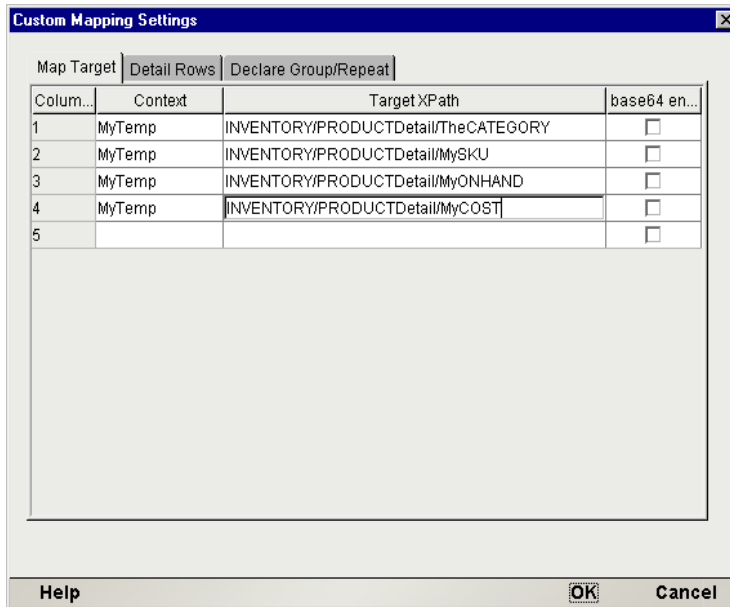 Custom Mapping Settings
Map Target Detail Rows Declare Group/Repeat
Colum... Context Target XPath base64 en...
1 MyTemp INVENTORY/PRODUCTDetail/TheCATEGORY
2 MyTemp INVENTORY/PRODUCTDetail/MySKU
3 MyTemp INVENTORY/PRODUCTDetail/MyONHAND
4 MyTemp INVENTORY/PRODUCTDetail/MyCOST
5
Help OK Cancel